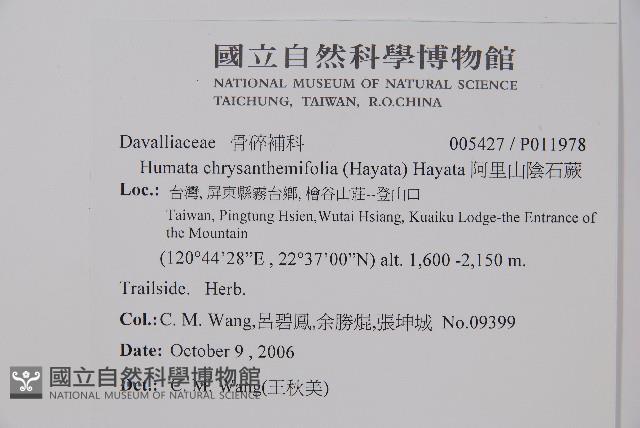 國立自然科學博物館
NATIONAL MUSEUM OF NATURAL SCIENCE
TAICHUNG, TAIWAN, R.O.CHINA
Davalliaceae 骨碎補科 005427 / P011978
Humata chrysanthemifolia (Hayata) Hayata 阿里山陰石蕨
Loc.: 台灣, 屏東縣霧台鄉, 檜谷山莊--登山口
Taiwan, Pingtung Hsien,Wutai Hsiang, Kuaiku Lodge-the Entrance of
the Mountain
(120°44'28”E , 22°37'00”N) alt. 1,600 -2,150 m.
Trailside. Herb.
Col.: C. M. Wang,呂碧鳳,余勝焜,張坤城 No.09399
Date: October 9 , 2006
Det.: C. M. Wang(王秋美)
國立自然科學博物館
NATIONAL MUSEUM OF NATURAL SCIENCE